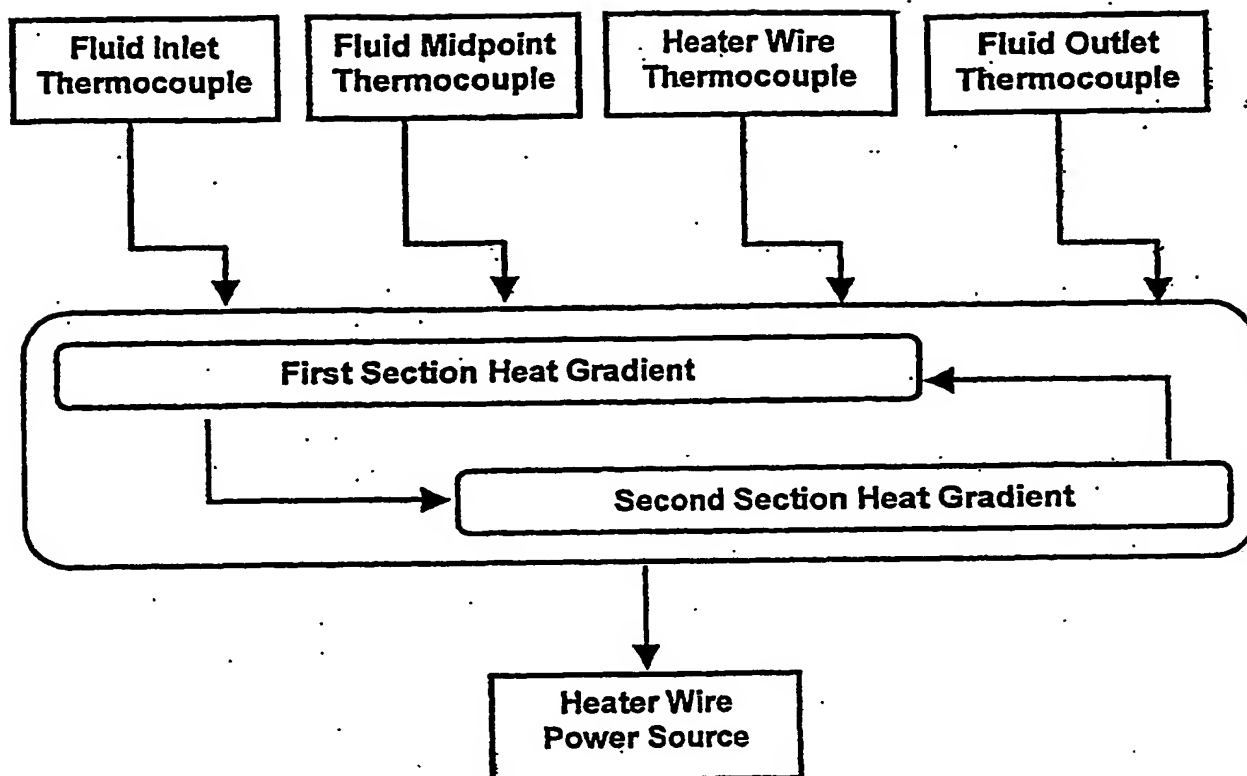 Fluid Inlet
Thermocouple
Fluid Midpoint
Thermocouple
Heater Wire
Thermocouple
Fluid Outlet
Thermocouple
First Section Heat Gradient
Second Section Heat Gradient
Heater Wire
Power Source